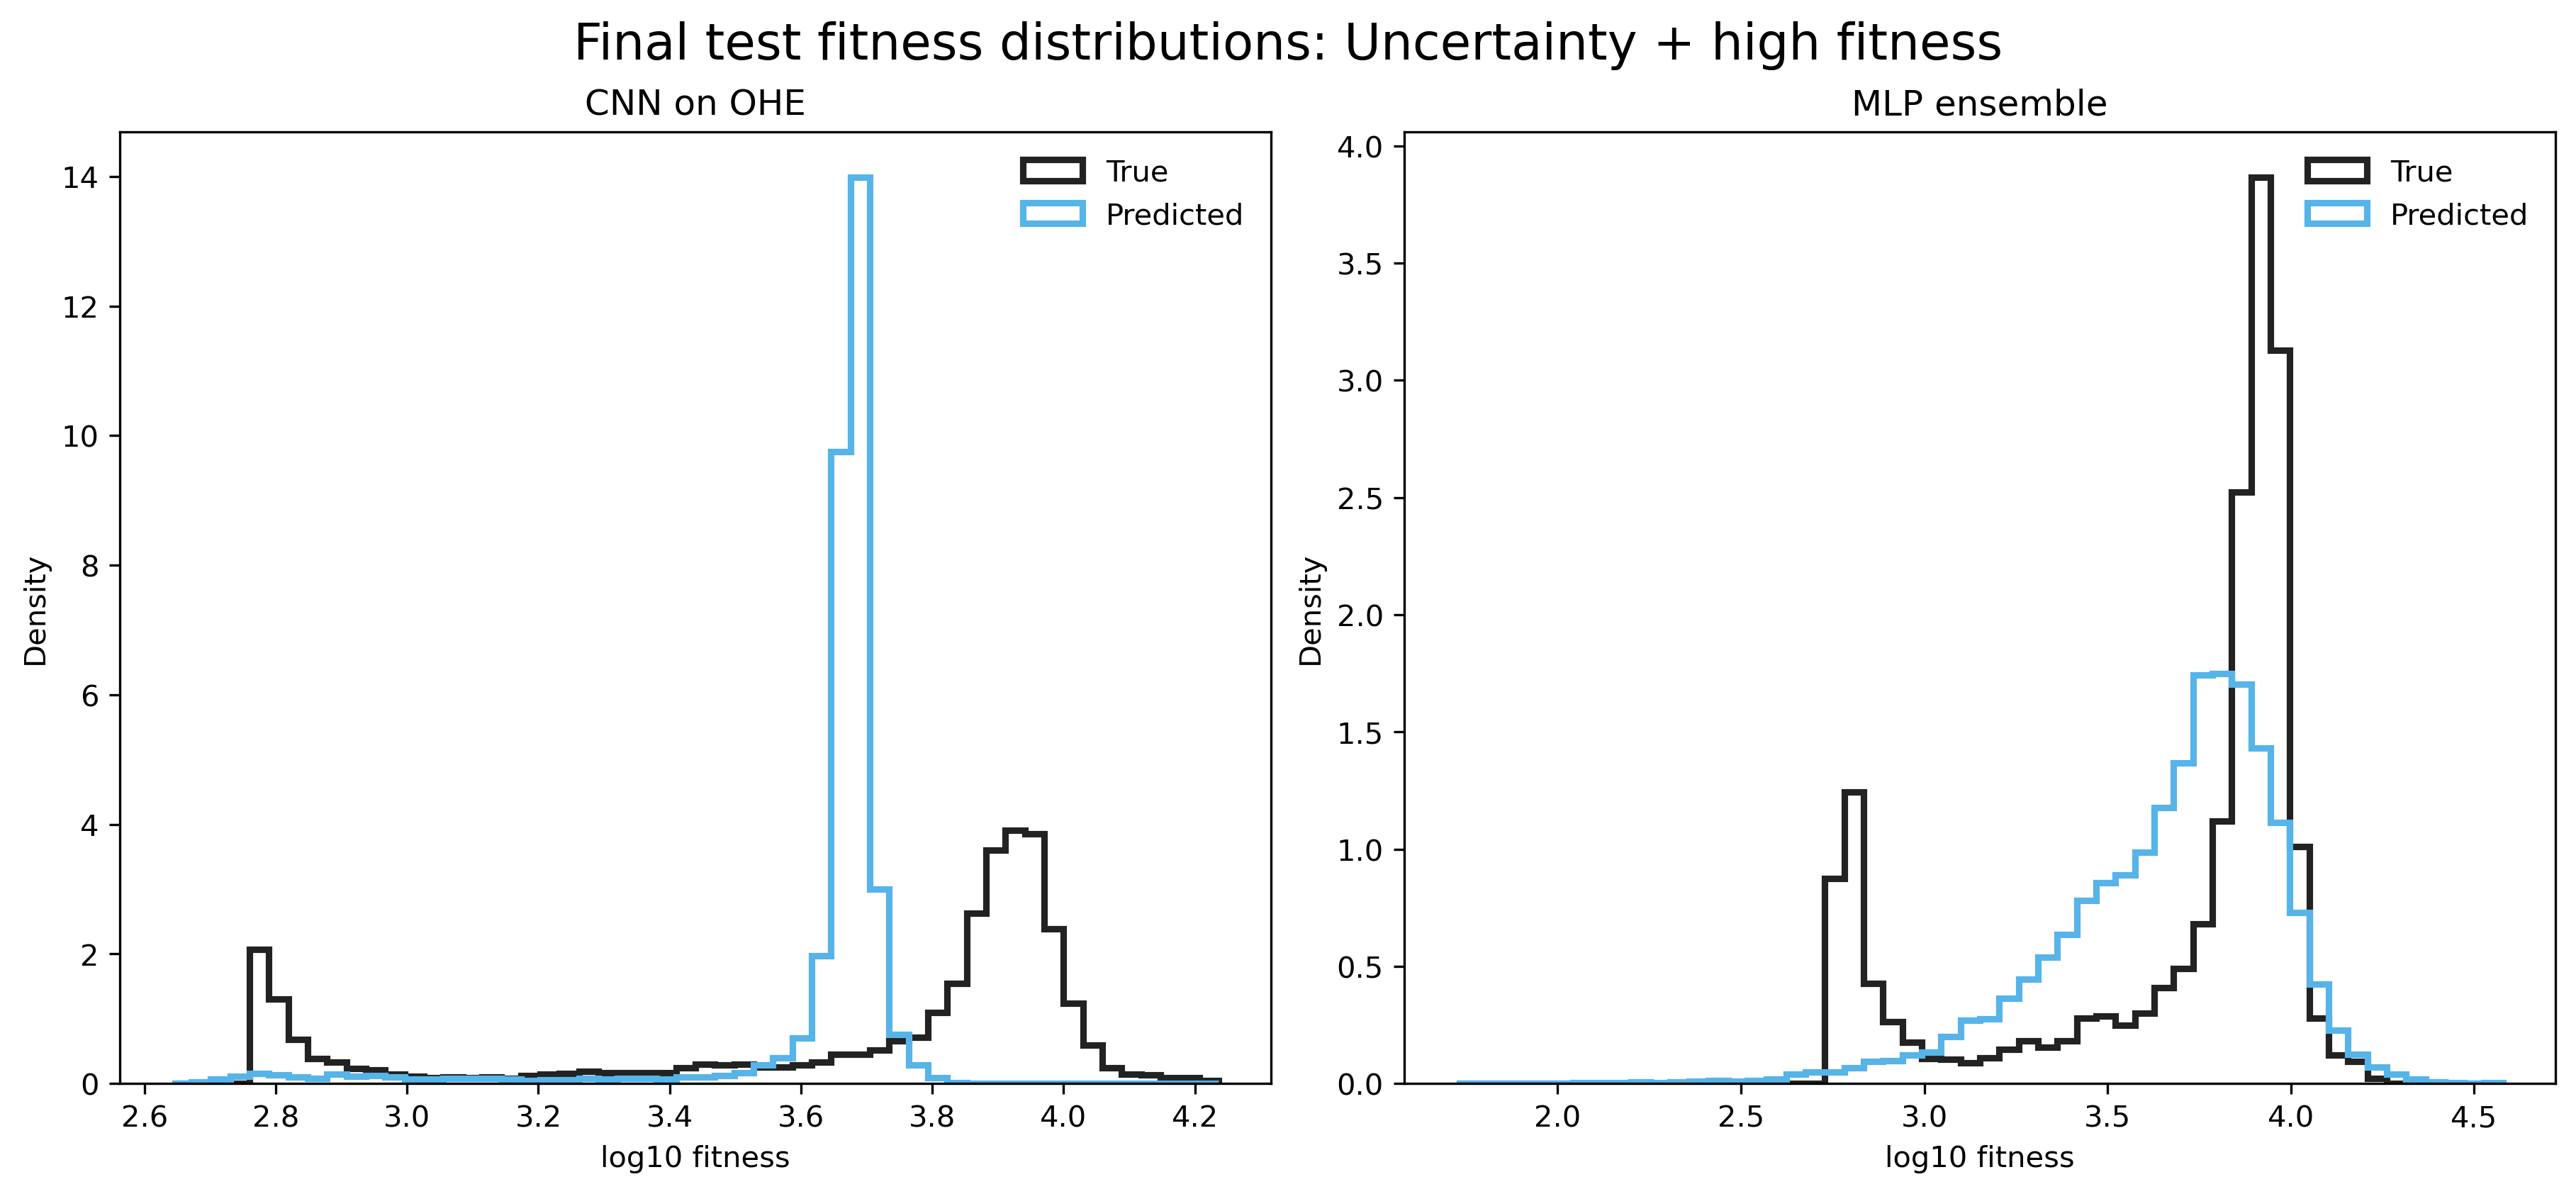 Final test fitness distributions: Uncertainty + high fitness
CNN on OHE
True
Predicted
14
12
10
8
6
4
2
0
Density
2.6 2.8 3.0 3.2 3.4 3.6 3.8 4.0 4.2
log10 fitness
MLP ensemble
True
Predicted
4.0
3.5
3.0
2.5
2.0
1.5
1.0
0.5
0.0
Density
2.0 2.5 3.0 3.5 4.0 4.5
log10 fitness